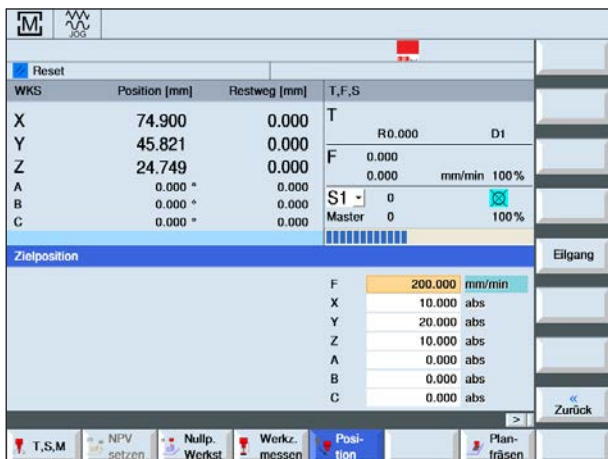 M
JOG
Reset
WKS Position [mm] Restweg [mm] T,F,S
X 74.900 0.000
Y 45.821 0.000
Z 24.749 0.000
A 0.000 ° 0.000
B 0.000 ° 0.000
C 0.000 ° 0.000
T
R0.000 D1
F 0.000
0.000 mm/min 100%
S1 0
Master 0 100%
Zielposition
Eilgang
F 200.000 mm/min
X 10.000 abs
Y 20.000 abs
Z 10.000 abs
A 0.000 abs
B 0.000 abs
C 0.000 abs
>
«
Zurück
T,S,M
NPV setzen
Nullp. Werkst
Werkz. messen
Posi- tion
Plan- fräsen